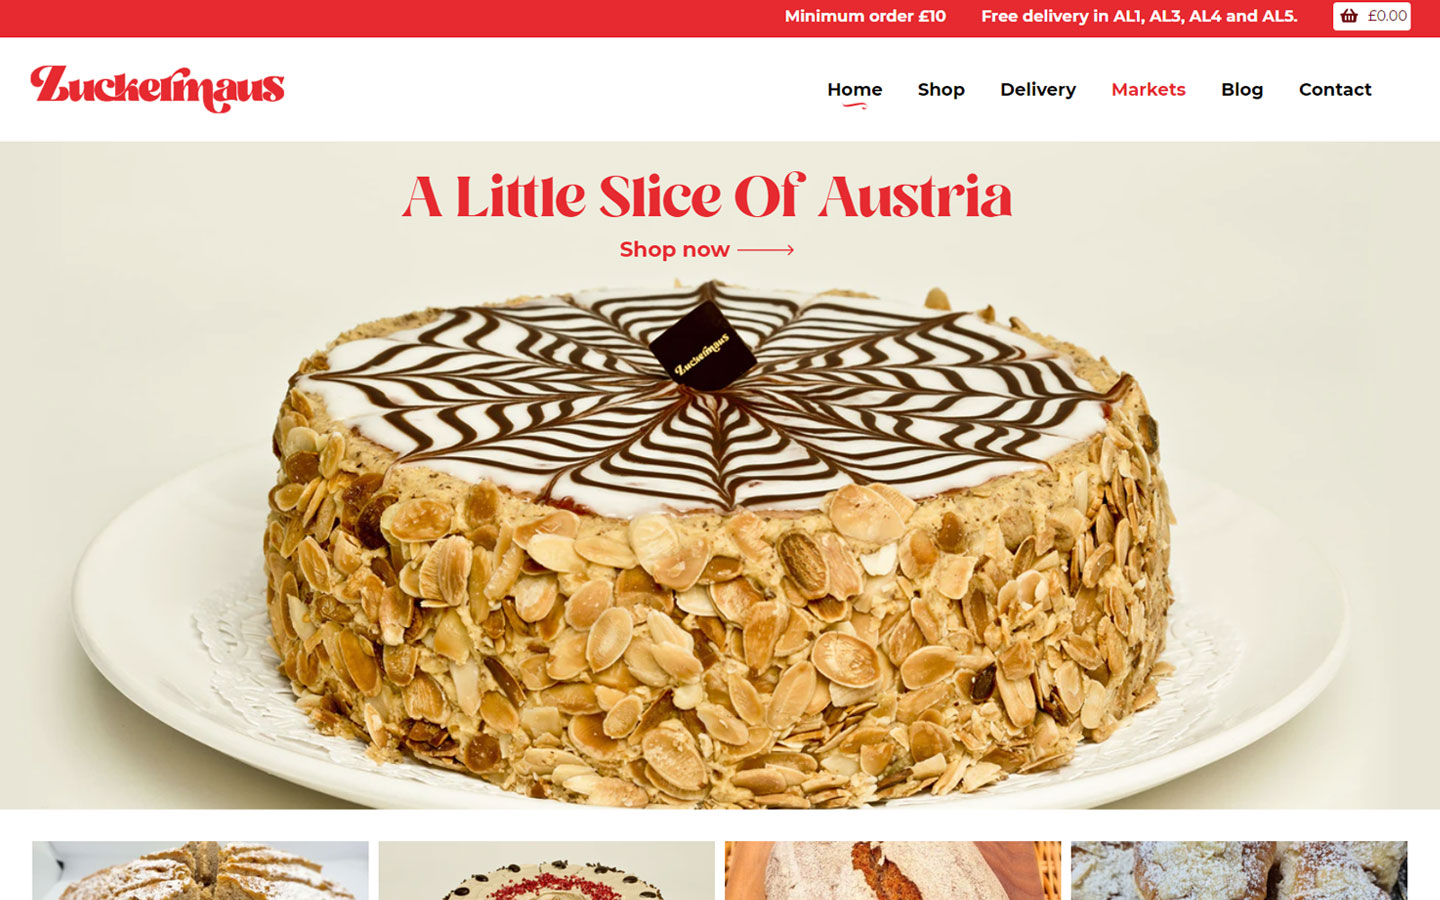 Minimum order £10 Free delivery in AL1, AL3, AL4 and AL5. £0.00
Zuckermaus
Home Shop Delivery Markets Blog Contact
A Little Slice Of Austria
Shop now
Zuckermaus